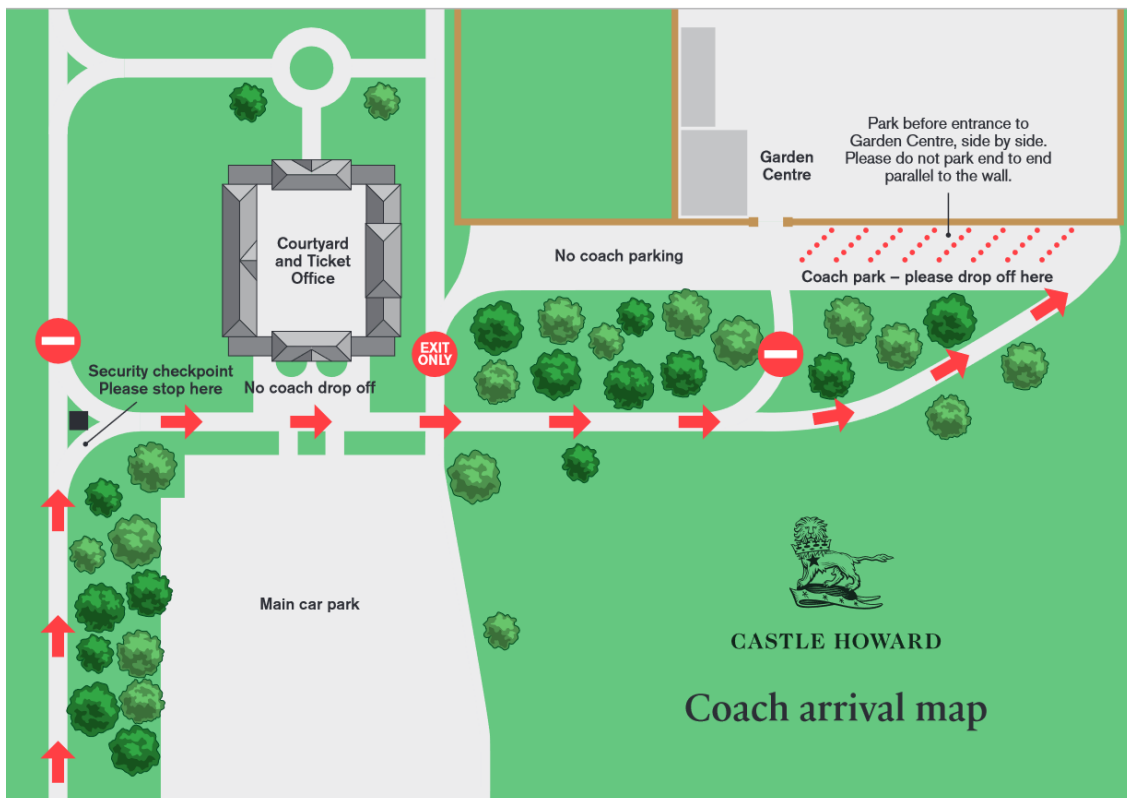 Park before entrance to
Garden Centre, side by side.
Please do not park end to end
parallel to the wall.
Garden
Centre
Courtyard
and Ticket
Office
No coach parking
Coach park – please drop off here
EXIT
ONLY
Security checkpoint
Please stop here
No coach drop off
Main car park
CASTLE HOWARD
Coach arrival map